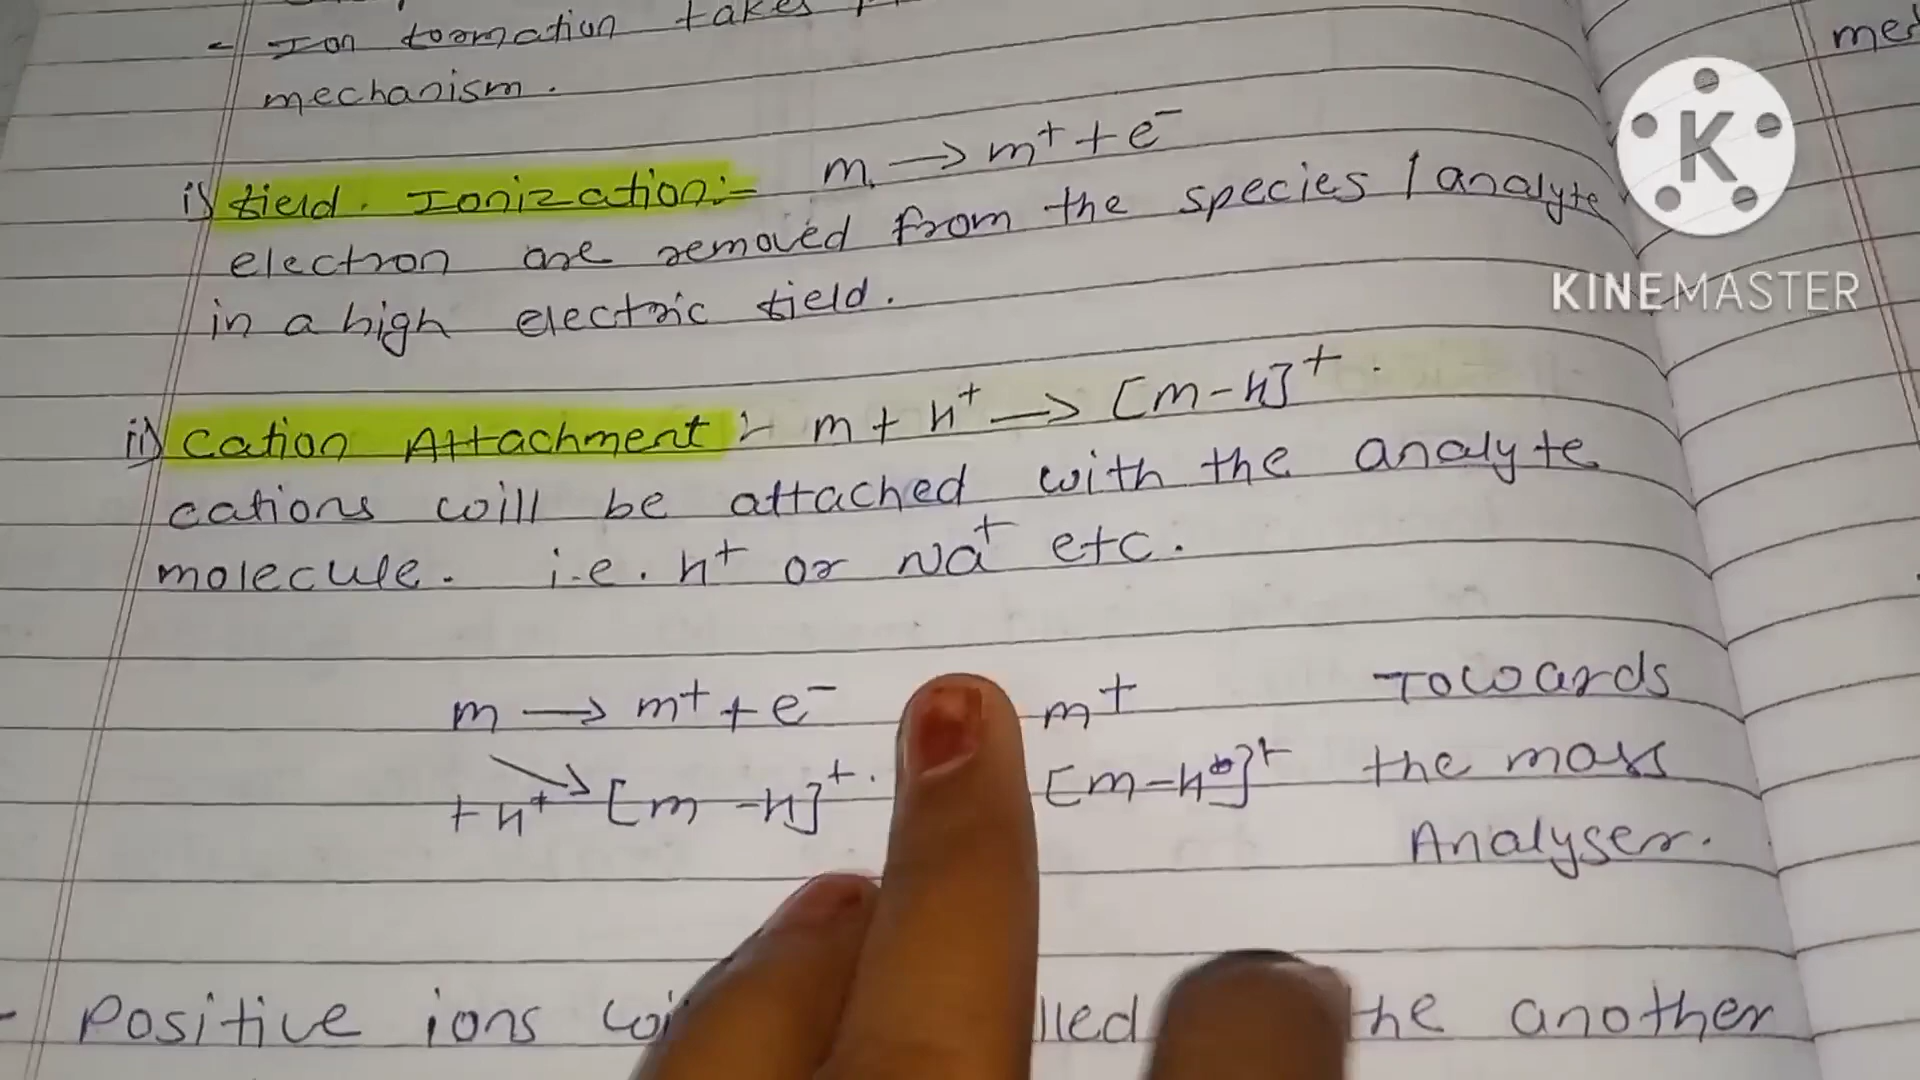 - Ion formation takes
mechanism.
i) field. Ionization:- m → m⁺ + e⁻
electron are removed from the species / analyte
in a high electric field.
ii) cation Attachment :- m + H⁺ → [m-H]⁺.
cations will be attached with the analyte
molecule. i.e. H⁺ or Na⁺ etc.
m → m⁺ + e⁻ m⁺ Towards
+ H⁺ → [m -H]⁺. [m-H]⁺ the mass
Analyser.
- Positive ions the another
K
KINEMASTER